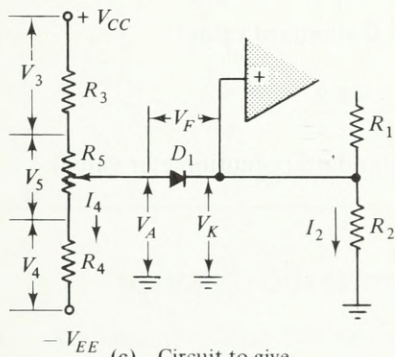 + V_CC
V_3
R_3
V_F
+
R_1
V_5
R_5
D_1
I_4
V_A
V_K
I_2
R_2
V_4
R_4
− V_EE
(c) Circuit to give